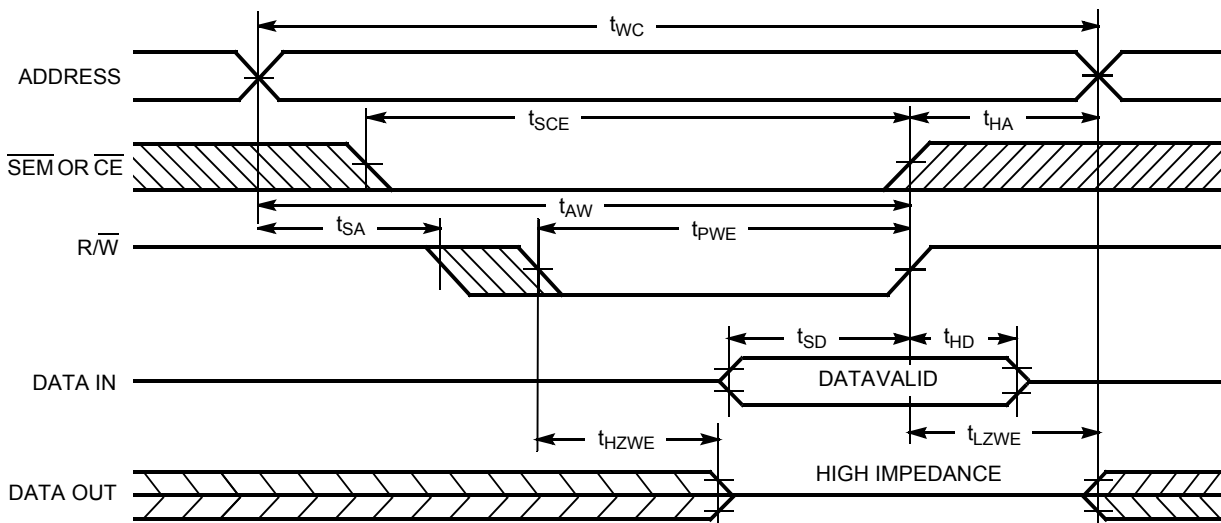 tWC
ADDRESS
tSCE
tHA
SEM OR CE
tAW
tSA
tPWE
R/W
tSD
tHD
DATA IN
DATAVALID
tHZWE
tLZWE
HIGH IMPEDANCE
DATA OUT